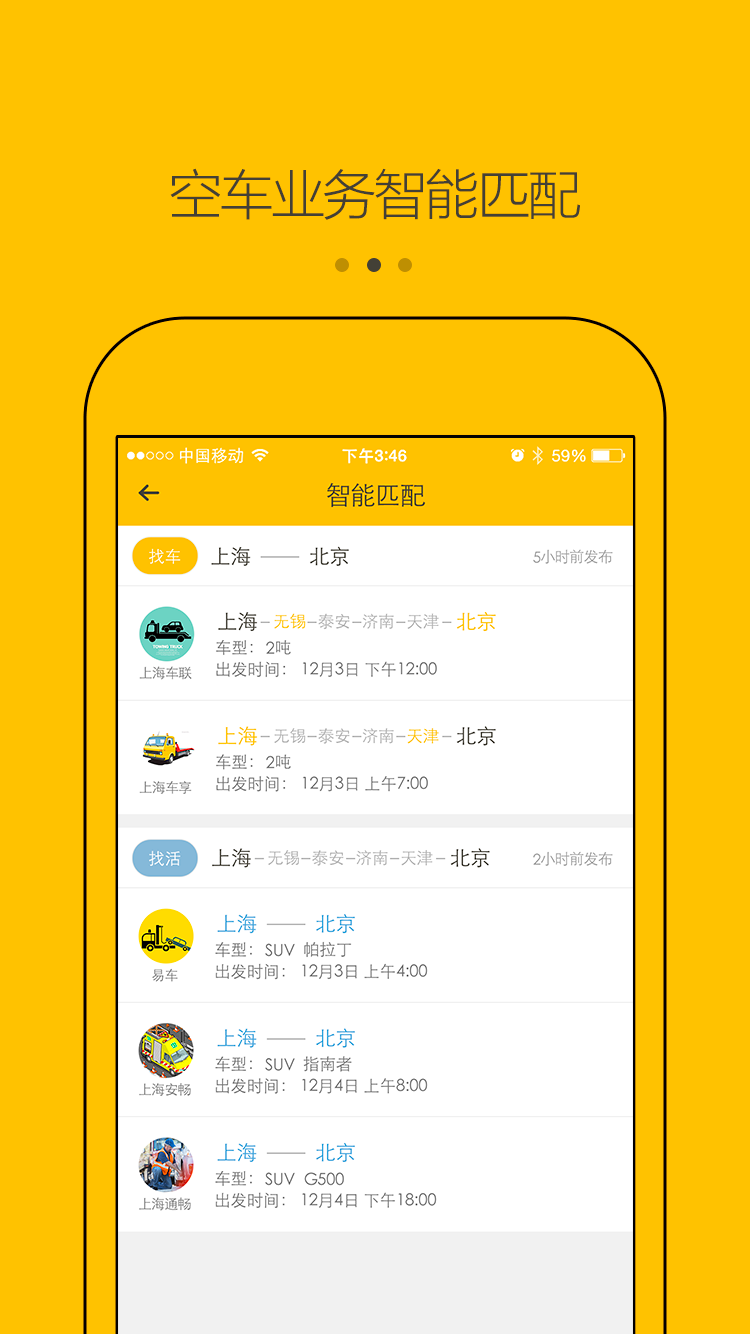 空车业务智能匹配
中国移动 下午3:46 59%
智能匹配
找车 上海 —— 北京 5小时前发布
上海–无锡–泰安–济南–天津–北京
车型：2吨
TOWING TRUCK
上海车联
出发时间： 12月3日 下午12:00
上海–无锡–泰安–济南–天津–北京
车型：2吨
上海车享
出发时间： 12月3日 上午7:00
找活 上海–无锡–泰安–济南–天津–北京 2小时前发布
上海 —— 北京
车型：SUV 帕拉丁
易车
出发时间： 12月3日 上午4:00
上海 —— 北京
车型：SUV 指南者
上海安畅
出发时间： 12月4日 上午8:00
上海 —— 北京
车型：SUV G500
上海通畅
出发时间： 12月4日 下午18:00